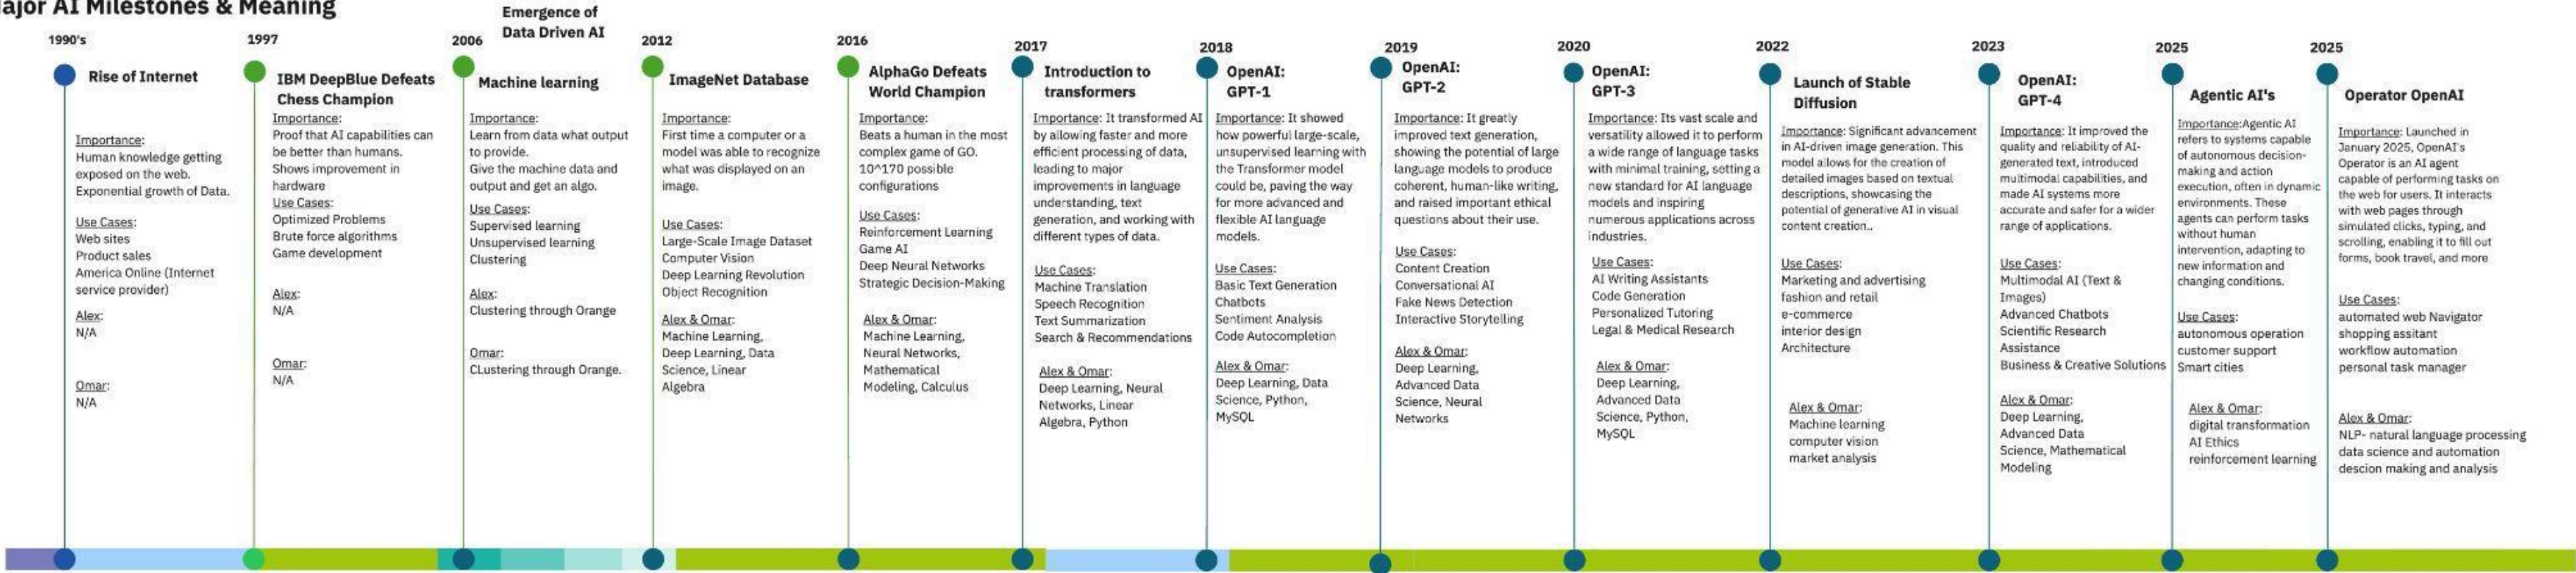 ajor AI Milestones & Meaning
Emergence of
Data Driven AI
1990's
Rise of Internet
Importance:
Human knowledge getting
exposed on the web.
Exponential growth of Data.
Use Cases:
Web sites
Product sales
America Online (Internet
service provider)
Alex:
N/A
Omar:
N/A
1997
IBM DeepBlue Defeats
Chess Champion
Importance:
Proof that AI capabilities can
be better than humans.
Shows improvement in
hardware
Use Cases:
Optimized Problems
Brute force algorithms
Game development
Alex:
N/A
Omar:
N/A
2006
Machine learning
Importance:
Learn from data what output
to provide.
Give the machine data and
output and get an algo.
Use Cases:
Supervised learning
Unsupervised learning
Clustering
Alex:
Clustering through Orange
Omar:
CLustering through Orange.
2012
ImageNet Database
Importance:
First time a computer or a
model was able to recognize
what was displayed on an
image.
Use Cases:
Large-Scale Image Dataset
Computer Vision
Deep Learning Revolution
Object Recognition
Alex & Omar:
Machine Learning,
Deep Learning, Data
Science, Linear
Algebra
2016
AlphaGo Defeats
World Champion
Importance:
Beats a human in the most
complex game of GO.
10^170 possible
configurations
Use Cases:
Reinforcement Learning
Game AI
Deep Neural Networks
Strategic Decision-Making
Alex & Omar:
Machine Learning,
Neural Networks,
Mathematical
Modeling, Calculus
2017
Introduction to
transformers
Importance: It transformed AI
by allowing faster and more
efficient processing of data,
leading to major
improvements in language
understanding, text
generation, and working with
different types of data.
Use Cases:
Machine Translation
Speech Recognition
Text Summarization
Search & Recommendations
Alex & Omar:
Deep Learning, Neural
Networks, Linear
Algebra, Python
2018
OpenAI:
GPT-1
Importance: It showed
how powerful large-scale,
unsupervised learning with
the Transformer model
could be, paving the way
for more advanced and
flexible AI language
models.
Use Cases:
Basic Text Generation
Chatbots
Sentiment Analysis
Code Autocompletion
Alex & Omar:
Deep Learning, Data
Science, Python,
MySQL
2019
OpenAI:
GPT-2
Importance: It greatly
improved text generation,
showing the potential of large
language models to produce
coherent, human-like writing,
and raised important ethical
questions about their use.
Use Cases:
Content Creation
Conversational AI
Fake News Detection
Interactive Storytelling
Alex & Omar:
Deep Learning,
Advanced Data
Science, Neural
Networks
2020
OpenAI:
GPT-3
Importance: Its vast scale and
versatility allowed it to perform
a wide range of language tasks
with minimal training, setting a
new standard for AI language
models and inspiring
numerous applications across
industries.
Use Cases:
AI Writing Assistants
Code Generation
Personalized Tutoring
Legal & Medical Research
Alex & Omar:
Deep Learning,
Advanced Data
Science, Python,
MySQL
2022
Launch of Stable
Diffusion
Importance: Significant advancement
in AI-driven image generation. This
model allows for the creation of
detailed images based on textual
descriptions, showcasing the
potential of generative AI in visual
content creation..
Use Cases:
Marketing and advertising
fashion and retail
e-commerce
interior design
Architecture
Alex & Omar:
Machine learning
computer vision
market analysis
2023
OpenAI:
GPT-4
Importance: It improved the
quality and reliability of AI-
generated text, introduced
multimodal capabilities, and
made AI systems more
accurate and safer for a wider
range of applications.
Use Cases:
Multimodal AI (Text &
Images)
Advanced Chatbots
Scientific Research
Assistance
Business & Creative Solutions
Alex & Omar:
Deep Learning,
Advanced Data
Science, Mathematical
Modeling
2025
Agentic AI's
Importance:Agentic AI
refers to systems capable
of autonomous decision-
making and action
execution, often in dynamic
environments. These
agents can perform tasks
without human
intervention, adapting to
new information and
changing conditions.
Use Cases:
autonomous operation
customer support
Smart cities
Alex & Omar:
digital transformation
AI Ethics
reinforcement learning
2025
Operator OpenAI
Importance: Launched in
January 2025, OpenAI's
Operator is an AI agent
capable of performing tasks on
the web for users. It interacts
with web pages through
simulated clicks, typing, and
scrolling, enabling it to fill out
forms, book travel, and more
Use Cases:
automated web Navigator
shopping assitant
workflow automation
personal task manager
Alex & Omar:
NLP- natural language processing
data science and automation
descion making and analysis